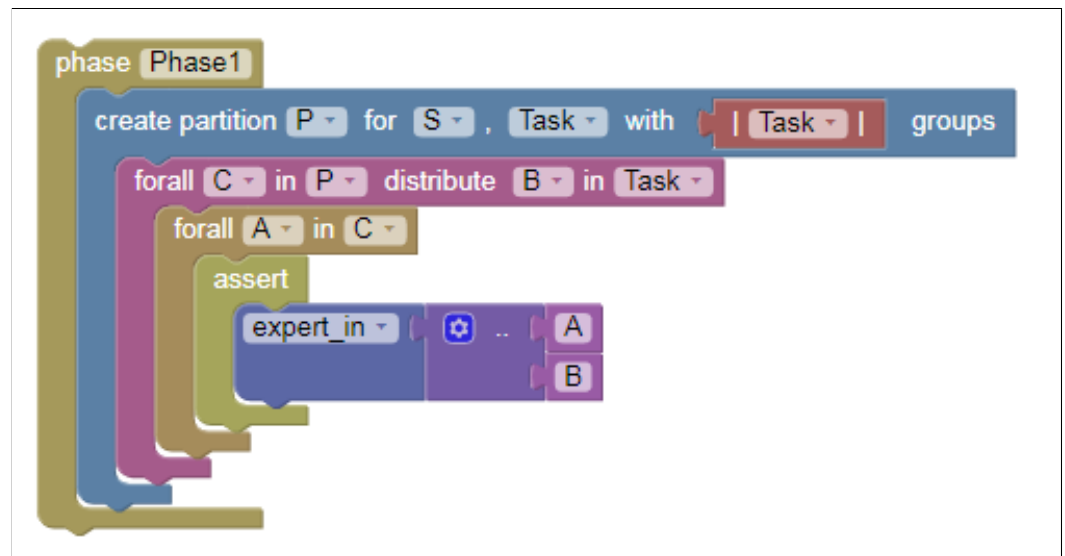 phase Phase1
create partition P for S , Task with | Task | groups
forall C in P distribute B in Task
forall A in C
assert
expert_in .. A
B